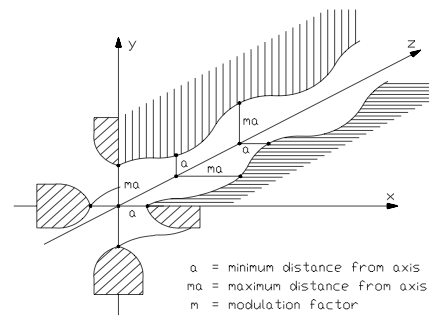 y
z
ma
a
a
ma
ma
x
a
a = minimum distance from axis
ma = maximum distance from axis
m = modulation factor